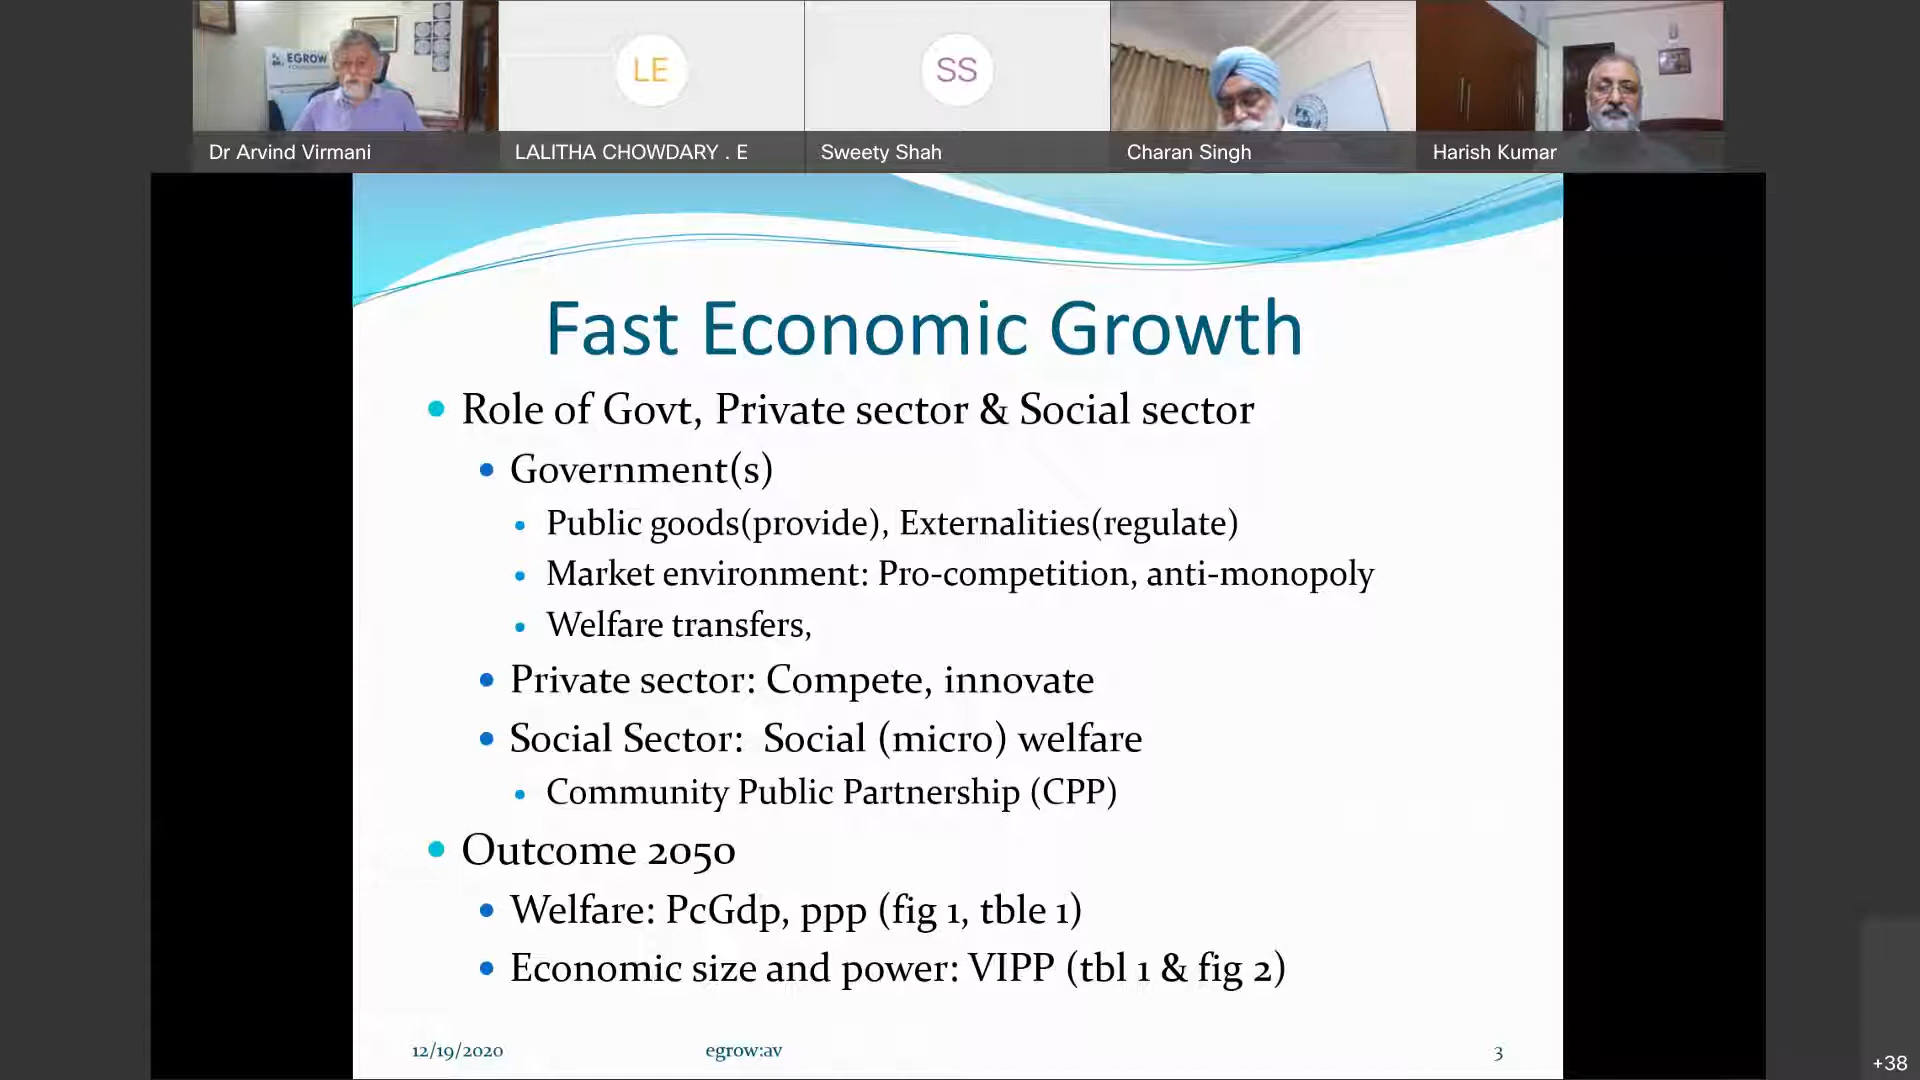 EGROW
LE
SS
Dr Arvind Virmani
LALITHA CHOWDARY . E
Sweety Shah
Charan Singh
Harish Kumar
Fast Economic Growth
Role of Govt, Private sector & Social sector
Government(s)
Public goods(provide), Externalities(regulate)
Market environment: Pro-competition, anti-monopoly
Welfare transfers,
Private sector: Compete, innovate
Social Sector:  Social (micro) welfare
Community Public Partnership (CPP)
Outcome 2050
Welfare: PcGdp, ppp (fig 1, tble 1)
Economic size and power: VIPP (tbl 1 & fig 2)
12/19/2020
egrow:av
3
+38